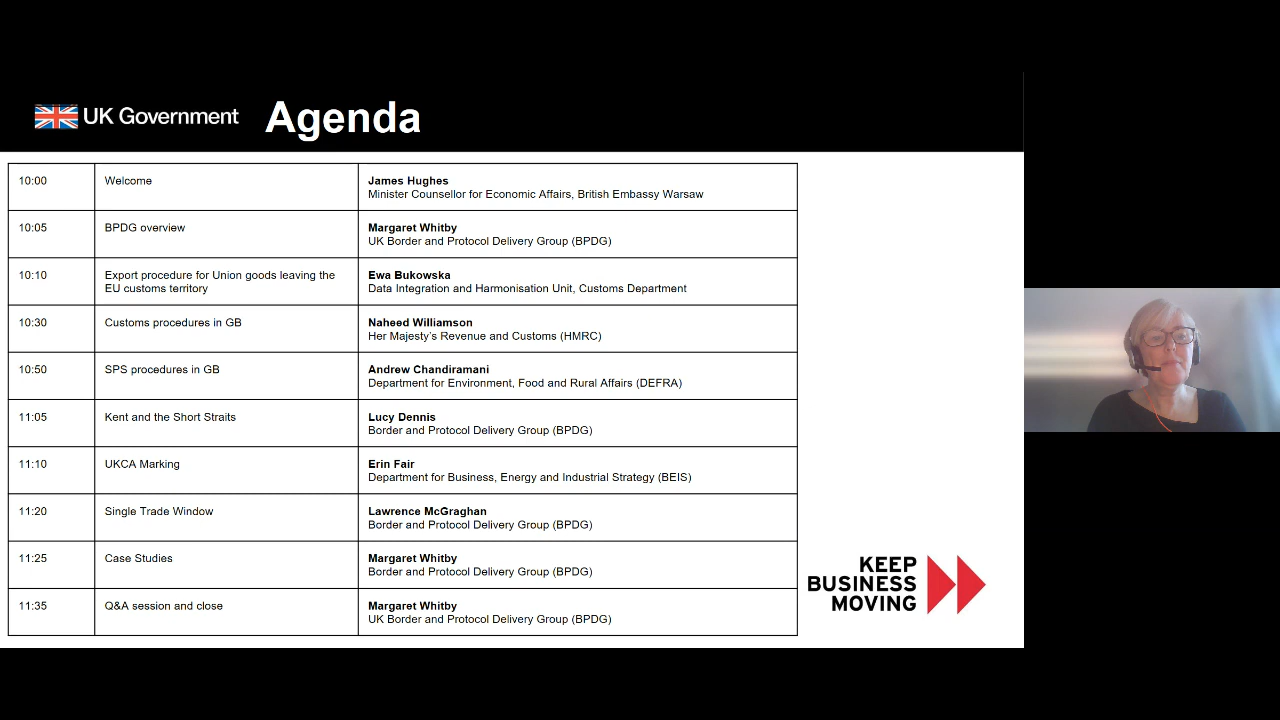 UK Government
Agenda
10:00 Welcome James Hughes
Minister Counsellor for Economic Affairs, British Embassy Warsaw
10:05 BPDG overview Margaret Whitby
UK Border and Protocol Delivery Group (BPDG)
10:10 Export procedure for Union goods leaving the Ewa Bukowska
EU customs territory Data Integration and Harmonisation Unit, Customs Department
10:30 Customs procedures in GB Naheed Williamson
Her Majesty's Revenue and Customs (HMRC)
10:50 SPS procedures in GB Andrew Chandiramani
Department for Environment, Food and Rural Affairs (DEFRA)
11:05 Kent and the Short Straits Lucy Dennis
Border and Protocol Delivery Group (BPDG)
11:10 UKCA Marking Erin Fair
Department for Business, Energy and Industrial Strategy (BEIS)
11:20 Single Trade Window Lawrence McGraghan
Border and Protocol Delivery Group (BPDG)
11:25 Case Studies Margaret Whitby
Border and Protocol Delivery Group (BPDG)
11:35 Q&A session and close Margaret Whitby
UK Border and Protocol Delivery Group (BPDG)
KEEP
BUSINESS
MOVING